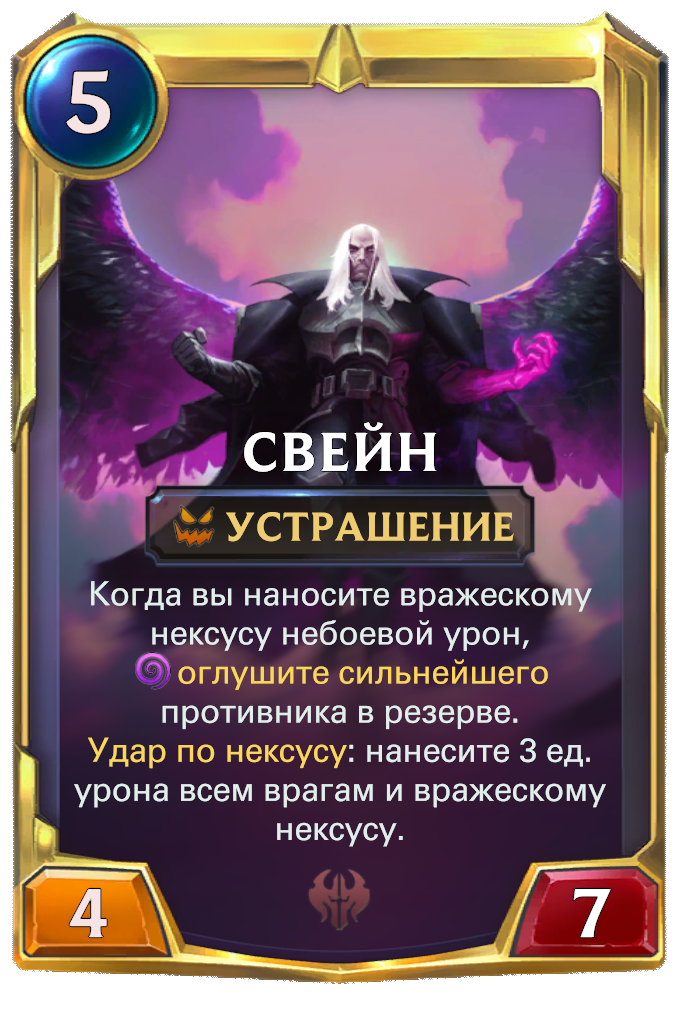 5
СВЕЙН
УСТРАШЕНИЕ
Когда вы наносите вражескому
нексусу небоевой урон,
оглушите сильнейшего
противника в резерве.
Удар по нексусу: нанесите 3 ед.
урона всем врагам и вражескому
нексусу.
4
7